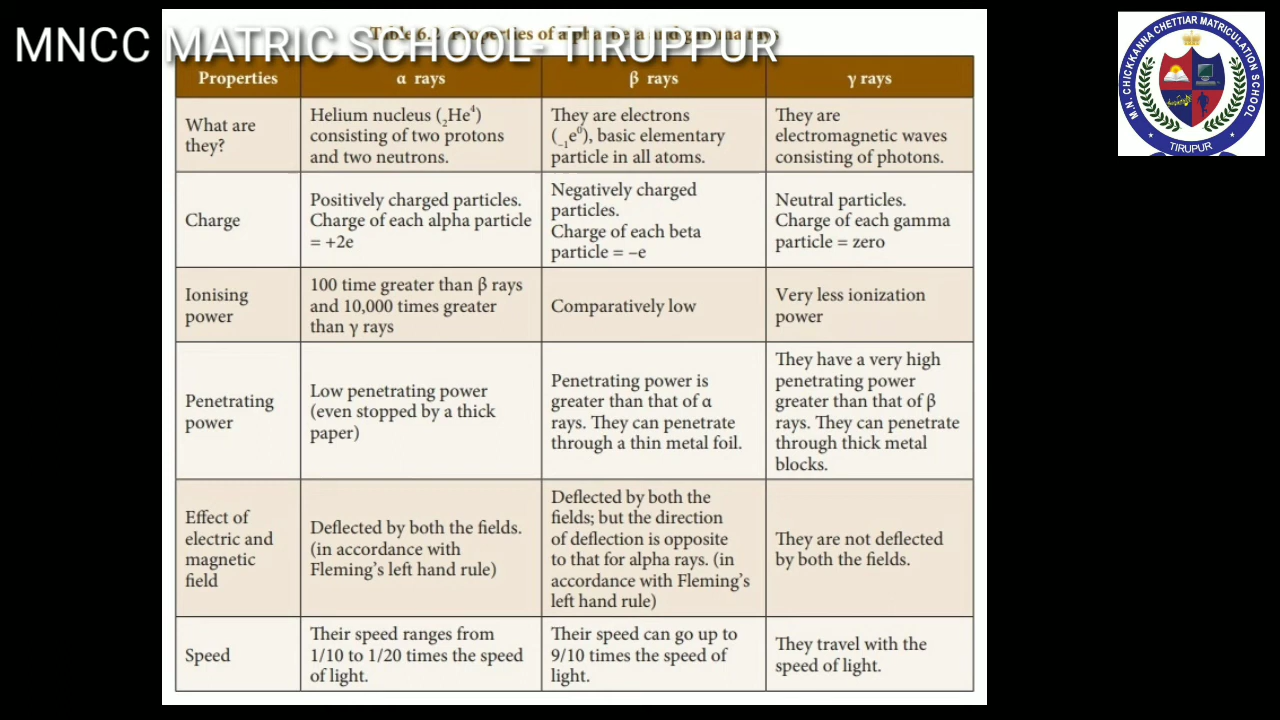 MNCC MATRIC SCHOOL- TIRUPPUR
Table 6.2 Properties of alpha, beta and gamma rays
Properties
α rays
β rays
γ rays
What are
they?
Helium nucleus (₂He⁴)
consisting of two protons
and two neutrons.
They are electrons
(₋₁e⁰), basic elementary
particle in all atoms.
They are
electromagnetic waves
consisting of photons.
Charge
Positively charged particles.
Charge of each alpha particle
= +2e
Negatively charged
particles.
Charge of each beta
particle = –e
Neutral particles.
Charge of each gamma
particle = zero
Ionising
power
100 time greater than β rays
and 10,000 times greater
than γ rays
Comparatively low
Very less ionization
power
Penetrating
power
Low penetrating power
(even stopped by a thick
paper)
Penetrating power is
greater than that of α
rays. They can penetrate
through a thin metal foil.
They have a very high
penetrating power
greater than that of β
rays. They can penetrate
through thick metal
blocks.
Effect of
electric and
magnetic
field
Deflected by both the fields.
(in accordance with
Fleming’s left hand rule)
Deflected by both the
fields; but the direction
of deflection is opposite
to that for alpha rays. (in
accordance with Fleming’s
left hand rule)
They are not deflected
by both the fields.
Speed
Their speed ranges from
1/10 to 1/20 times the speed
of light.
Their speed can go up to
9/10 times the speed of
light.
They travel with the
speed of light.
M.N. CHICKKANNA CHETTIAR MATRICULATION SCHOOL
TIRUPUR